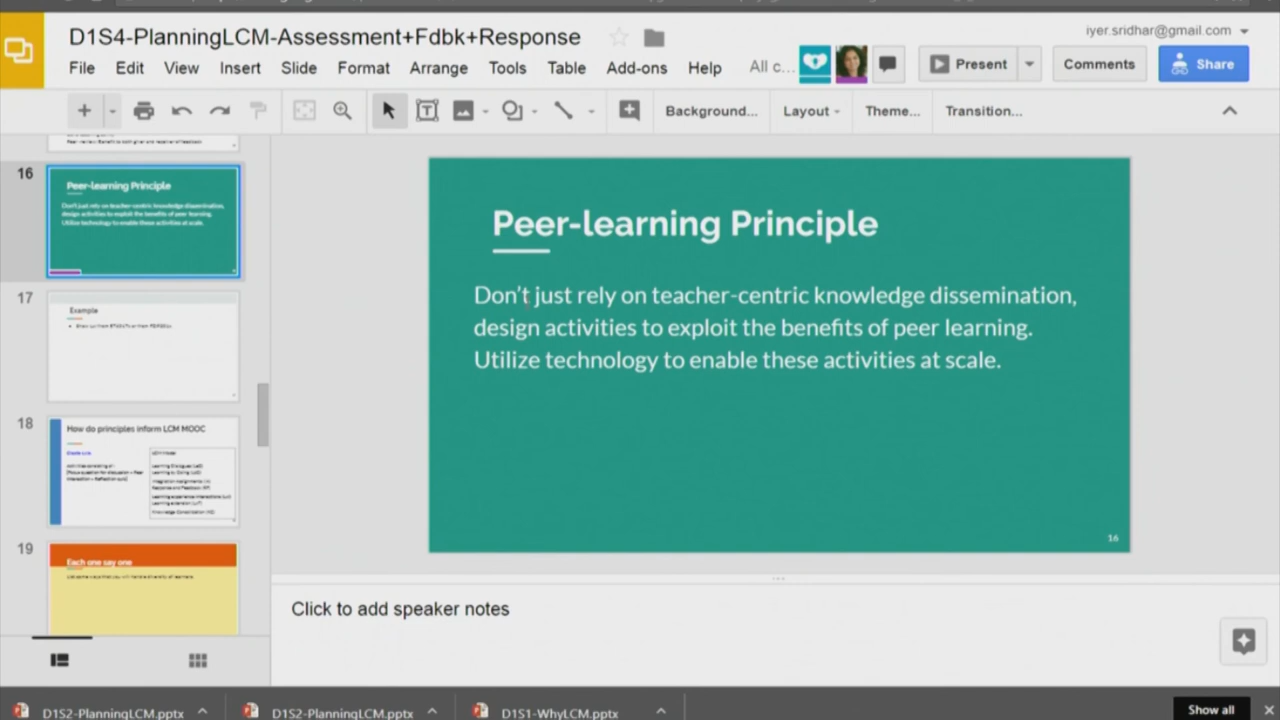 D1S4-PlanningLCM-Assessment+Fdbk+Response
iyer.sridhar@gmail.com
File Edit View Insert Slide Format Arrange Tools Table Add-ons Help All c...
Present
Comments
Share
Background... Layout Theme... Transition...
16
Peer-learning Principle
Don't just rely on teacher-centric knowledge dissemination,
design activities to exploit the benefits of peer learning.
Utilize technology to enable these activities at scale.
17
Example
18
How do principles inform LCM MOOC
19
Each one say one
Peer-learning Principle
Don't just rely on teacher-centric knowledge dissemination,
design activities to exploit the benefits of peer learning.
Utilize technology to enable these activities at scale.
16
Click to add speaker notes
D1S2-PlanningLCM.pptx
D1S2-PlanningLCM.pptx
D1S1-WhyLCM.pptx
Show all